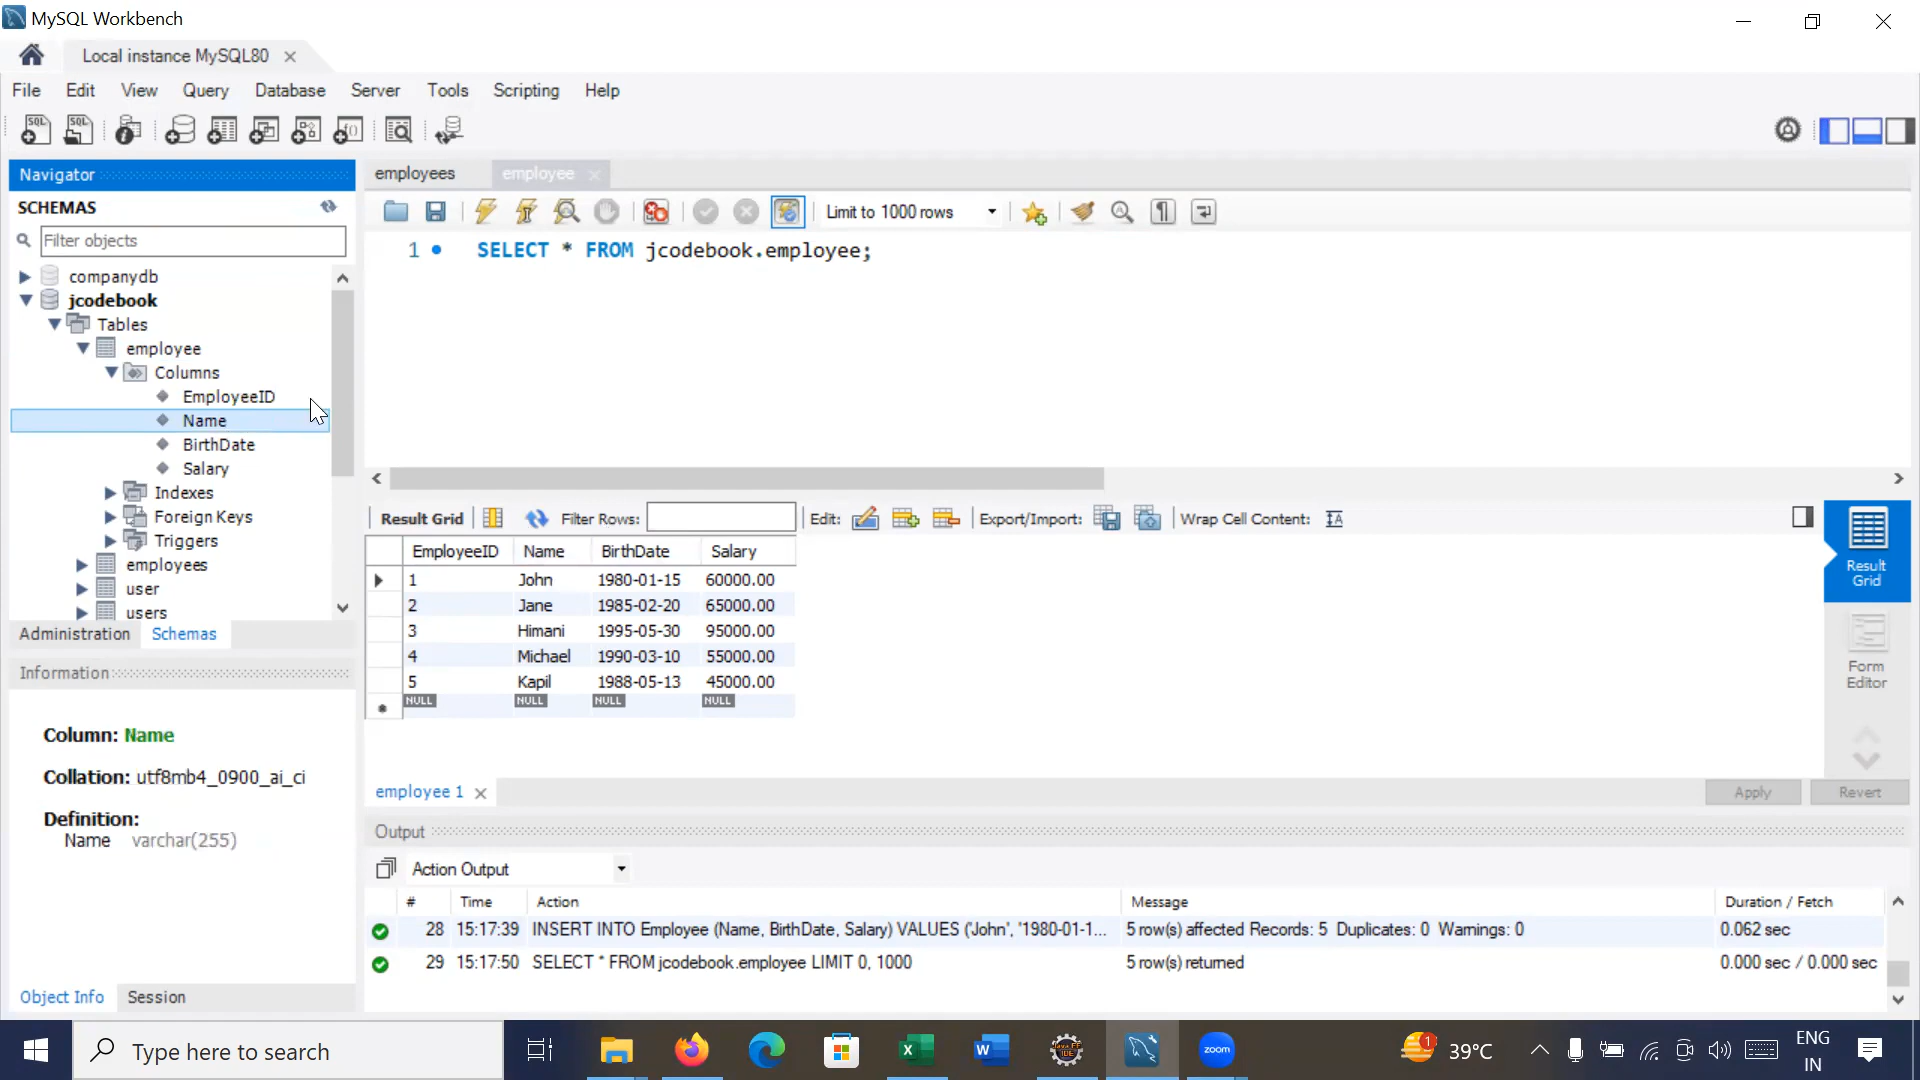 MySQL Workbench
Local instance MySQL80
File Edit View Query Database Server Tools Scripting Help
Navigator
SCHEMAS
Filter objects
companydb
jcodebook
Tables
employee
Columns
EmployeeID
Name
BirthDate
Salary
Indexes
Foreign Keys
Triggers
employees
user
users
Administration Schemas
Information
Column: Name
Collation: utf8mb4_0900_ai_ci
Definition:
Name varchar(255)
Object Info Session
employees employee
Limit to 1000 rows
1 SELECT * FROM jcodebook.employee;
Result Grid Filter Rows: Edit: Export/Import: Wrap Cell Content:
EmployeeID Name BirthDate Salary
1 John 1980-01-15 60000.00
2 Jane 1985-02-20 65000.00
3 Himani 1995-05-30 95000.00
4 Michael 1990-03-10 55000.00
5 Kapil 1988-05-13 45000.00
NULL NULL NULL NULL
Result
Grid
Form
Editor
employee 1
Apply Revert
Output
Action Output
# Time Action Message Duration / Fetch
28 15:17:39 INSERT INTO Employee (Name, BirthDate, Salary) VALUES ('John', '1980-01-1... 5 row(s) affected Records: 5 Duplicates: 0 Warnings: 0 0.062 sec
29 15:17:50 SELECT * FROM jcodebook.employee LIMIT 0, 1000 5 row(s) returned 0.000 sec / 0.000 sec
Type here to search
zoom
39°C
ENG
IN